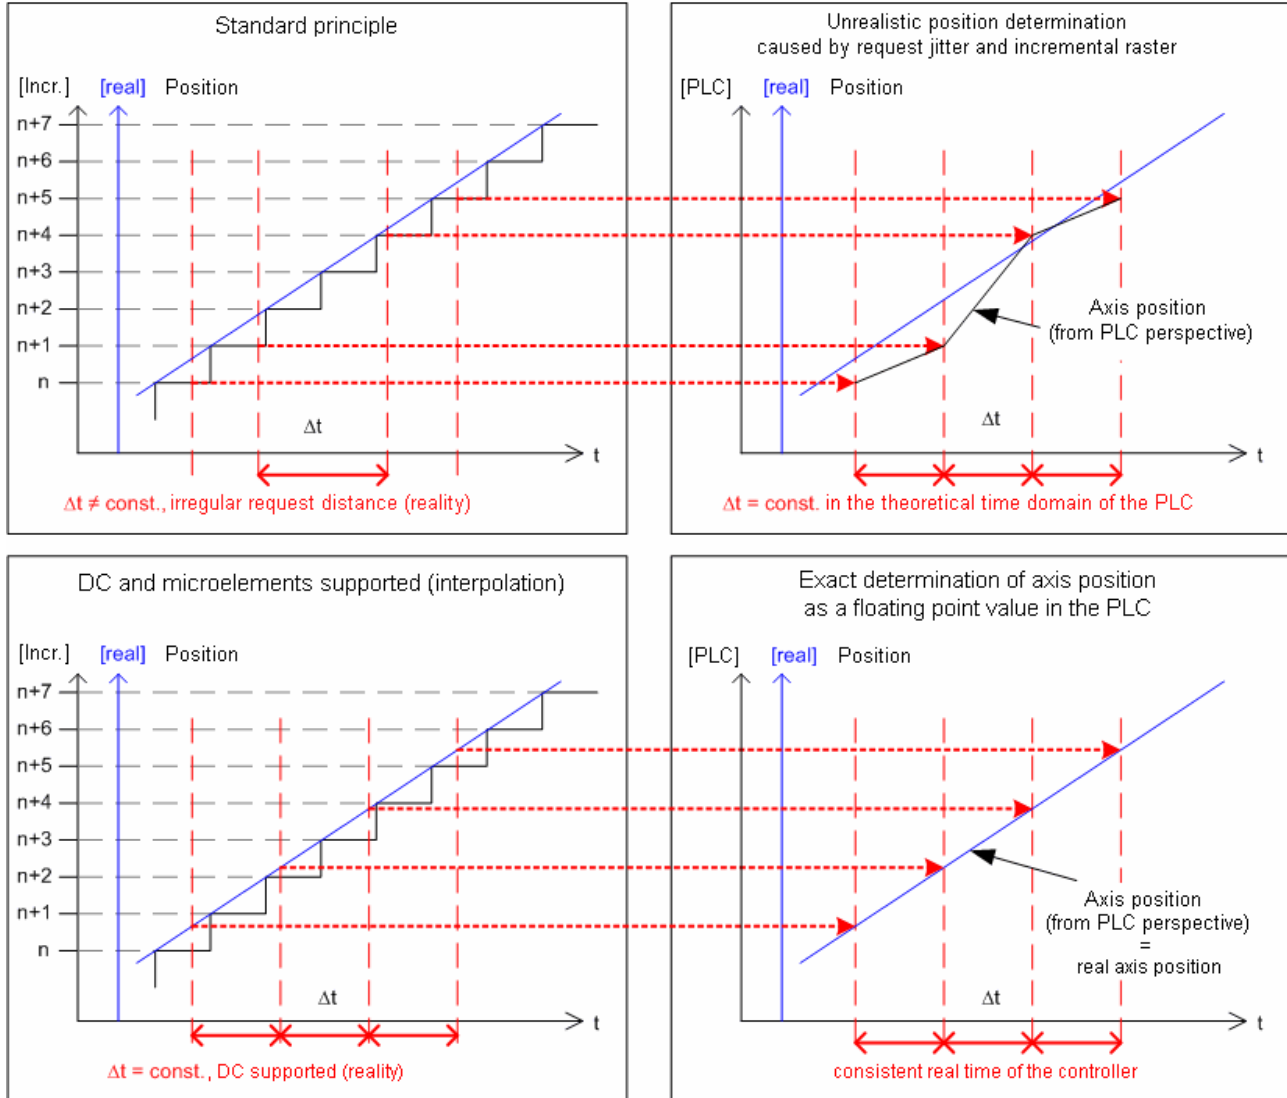 Standard principle
[Incr.] [real] Position
n+7
n+6
n+5
n+4
n+3
n+2
n+1
n
Δt
t
Δt ≠ const., irregular request distance (reality)
Unrealistic position determination
caused by request jitter and incremental raster
[PLC] [real] Position
Axis position
(from PLC perspective)
Δt
t
Δt = const. in the theoretical time domain of the PLC
DC and microelements supported (interpolation)
[Incr.] [real] Position
n+7
n+6
n+5
n+4
n+3
n+2
n+1
n
Δt
t
Δt = const., DC supported (reality)
Exact determination of axis position
as a floating point value in the PLC
[PLC] [real] Position
Axis position
(from PLC perspective)
=
real axis position
Δt
t
consistent real time of the controller